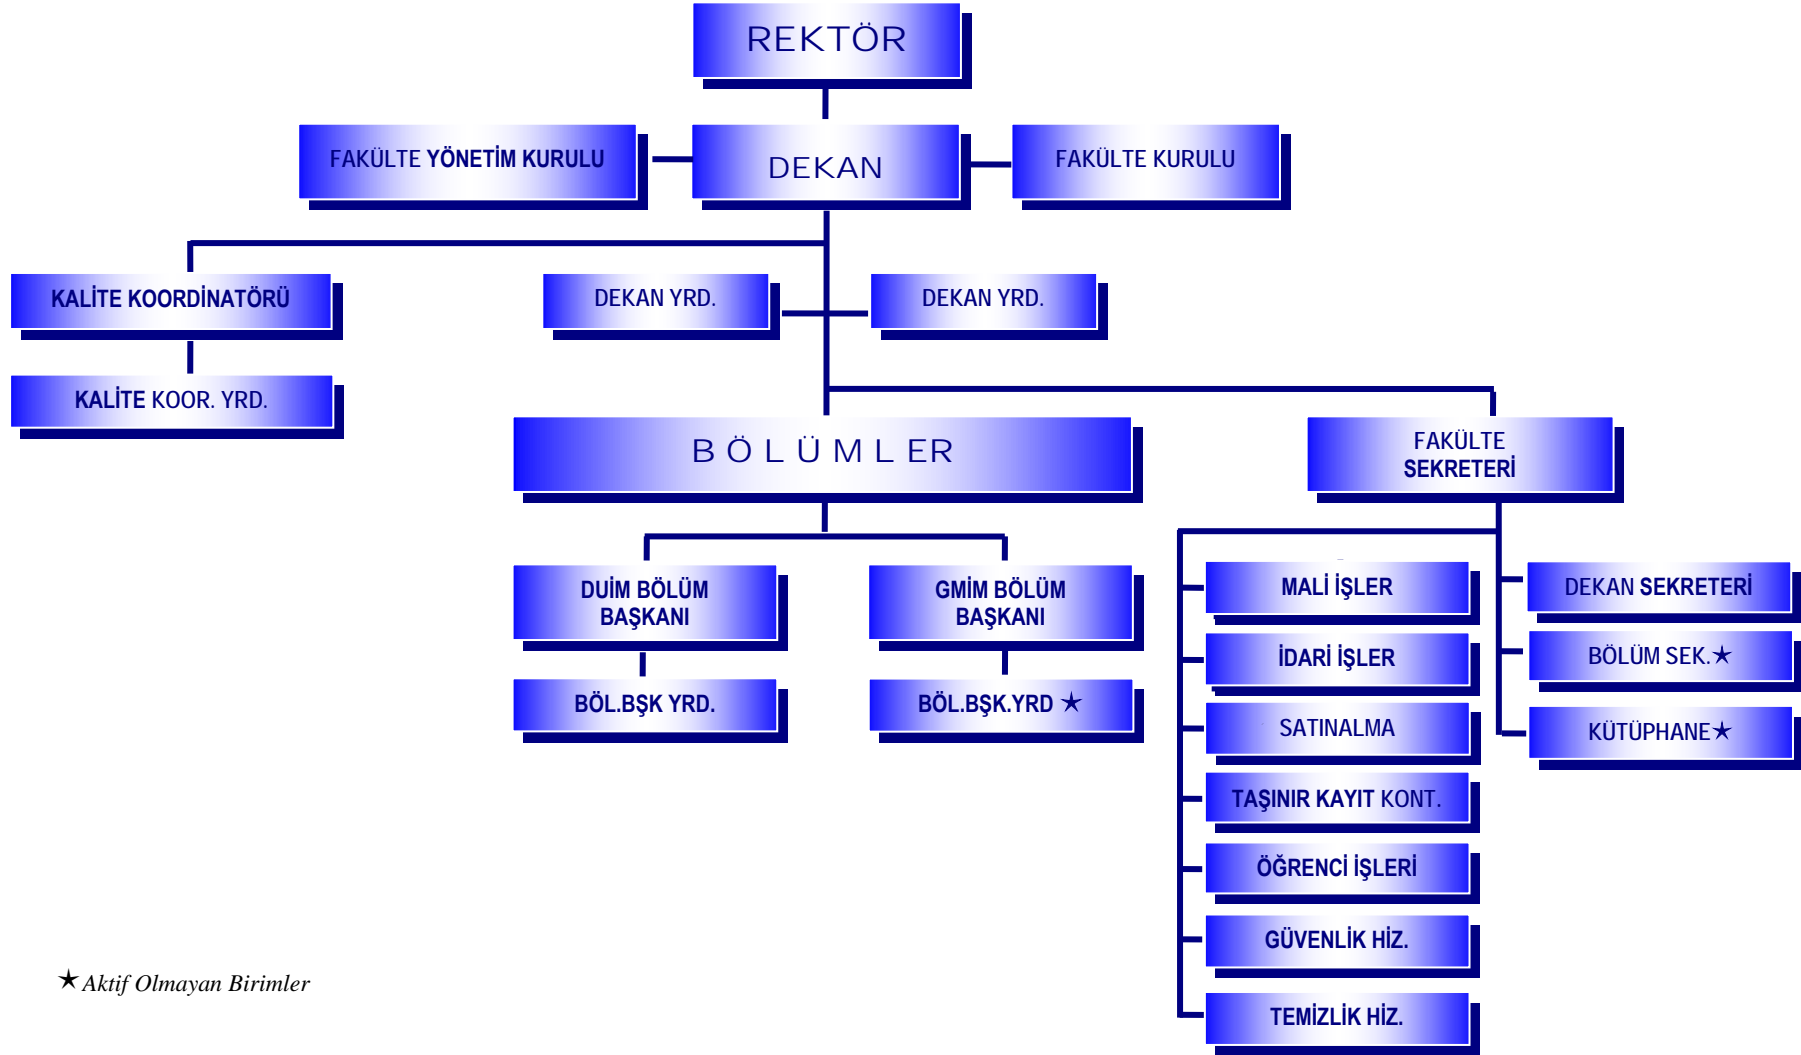 REKTÖR
FAKÜLTE YÖNETİM KURULU
DEKAN
FAKÜLTE KURULU
KALİTE KOORDİNATÖRÜ
DEKAN YRD.
DEKAN YRD.
KALİTE KOOR. YRD.
B Ö L Ü M L ER
FAKÜLTE
SEKRETERİ
DUİM BÖLÜM
BAŞKANI
GMİM BÖLÜM
BAŞKANI
BÖL.BŞK YRD.
BÖL.BŞK.YRD ★
MALİ İŞLER
İDARİ İŞLER
SATINALMA
TAŞINIR KAYIT KONT.
ÖĞRENCİ İŞLERİ
GÜVENLİK HİZ.
TEMİZLİK HİZ.
DEKAN SEKRETERİ
BÖLÜM SEK.★
KÜTÜPHANE★
★Aktif Olmayan Birimler